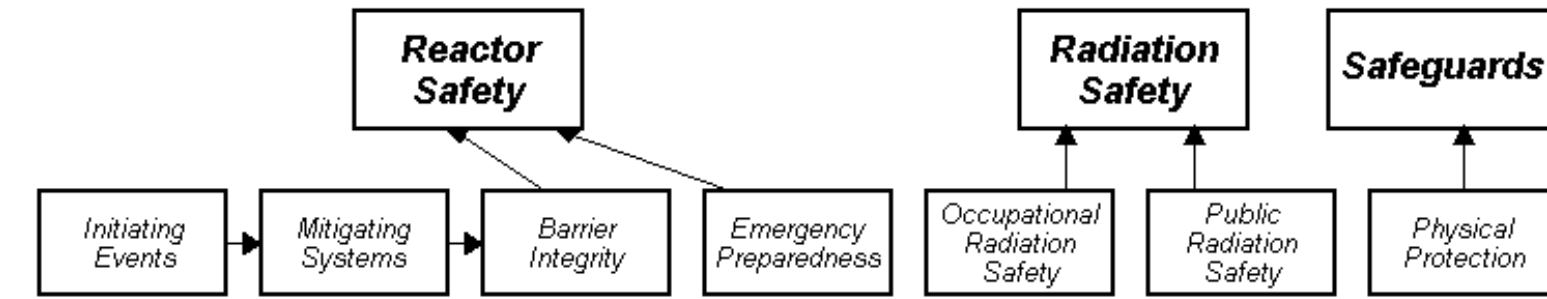 Reactor
Safety
Radiation
Safety
Safeguards
Initiating
Events
Mitigating
Systems
Barrier
Integrity
Emergency
Preparedness
Occupational
Radiation
Safety
Public
Radiation
Safety
Physical
Protection